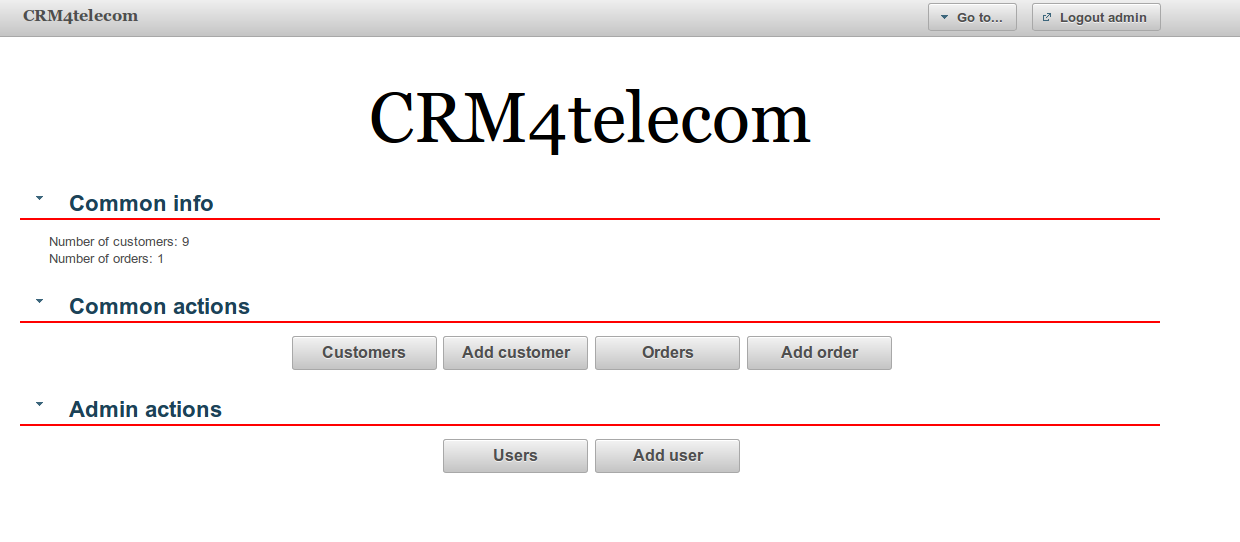 CRM4telecom
Go to...
Logout admin
CRM4telecom
Common info
Number of customers: 9
Number of orders: 1
Common actions
Customers
Add customer
Orders
Add order
Admin actions
Users
Add user